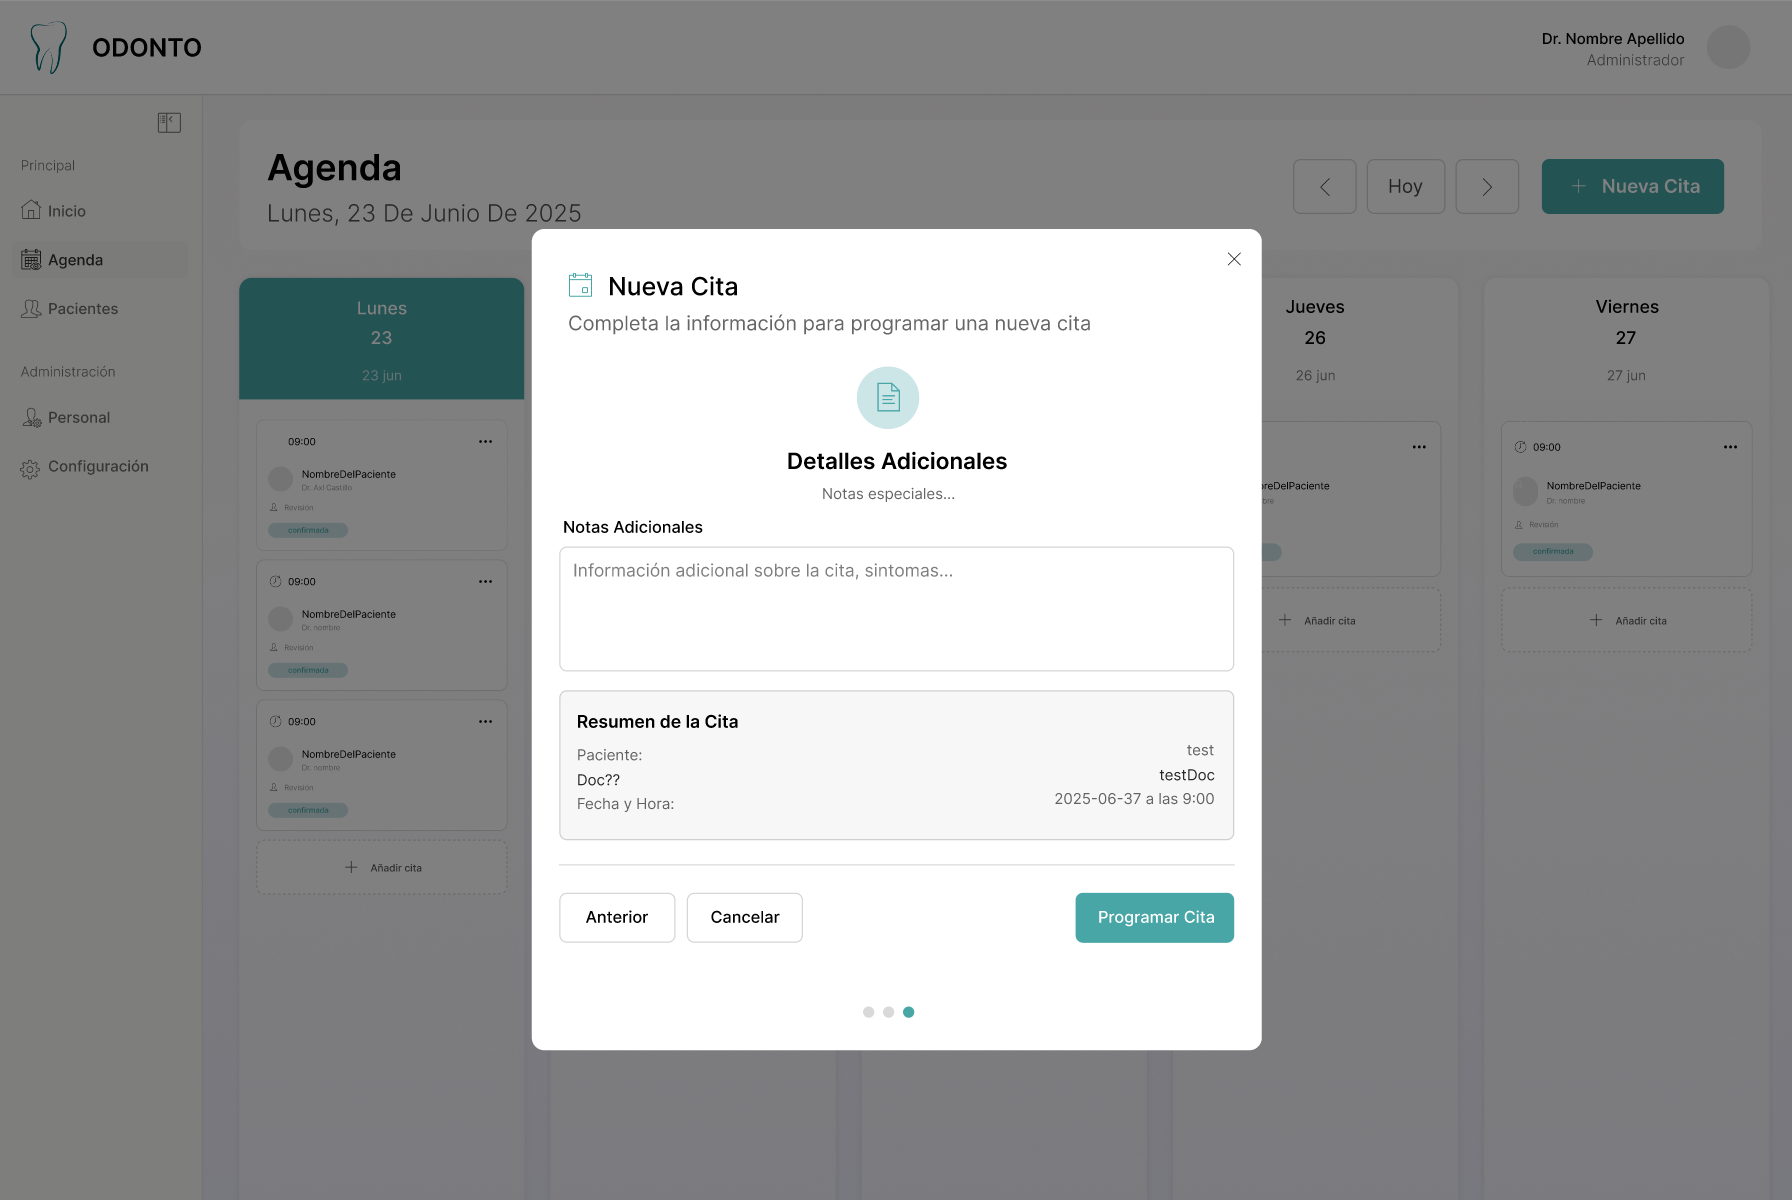 ODONTO
Dr. Nombre Apellido
Administrador
Principal
Inicio
Agenda
Pacientes
Administración
Personal
Configuración
Agenda
Lunes, 23 De Junio De 2025
Hoy
Nueva Cita
Lunes
23
23 jun
09:00
NombreDelPaciente
Dr. Axl Castillo
Revisión
confirmada
09:00
NombreDelPaciente
Dr. nombre
Revisión
confirmada
09:00
NombreDelPaciente
Dr. nombre
Revisión
confirmada
Añadir cita
Nueva Cita
Completa la información para programar una nueva cita
Detalles Adicionales
Notas especiales...
Notas Adicionales
Información adicional sobre la cita, sintomas...
Resumen de la Cita
Paciente: test
Doc?? testDoc
Fecha y Hora: 2025-06-37 a las 9:00
Anterior
Cancelar
Programar Cita
Jueves
26
26 jun
reDelPaciente
bre
Añadir cita
Viernes
27
27 jun
09:00
NombreDelPaciente
Dr. nombre
Revisión
confirmada
Añadir cita